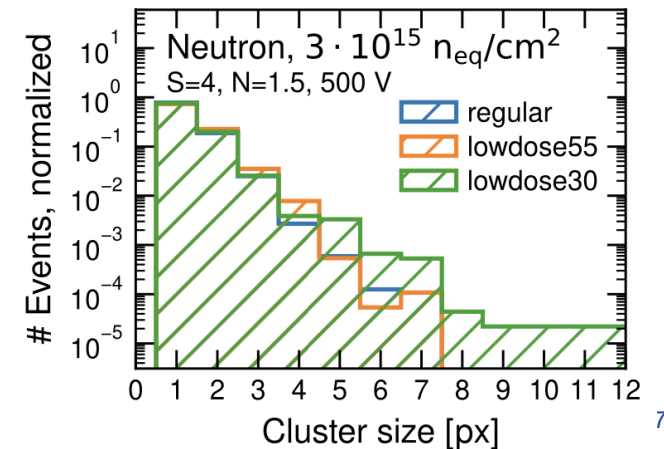 Neutron, 3 · 10¹⁵ n_eq/cm²
S=4, N=1.5, 500 V
regular
lowdose55
lowdose30
# Events, normalized
10¹
10⁰
10⁻¹
10⁻²
10⁻³
10⁻⁴
10⁻⁵
0 1 2 3 4 5 6 7 8 9 10 11 12
Cluster size [px]
7